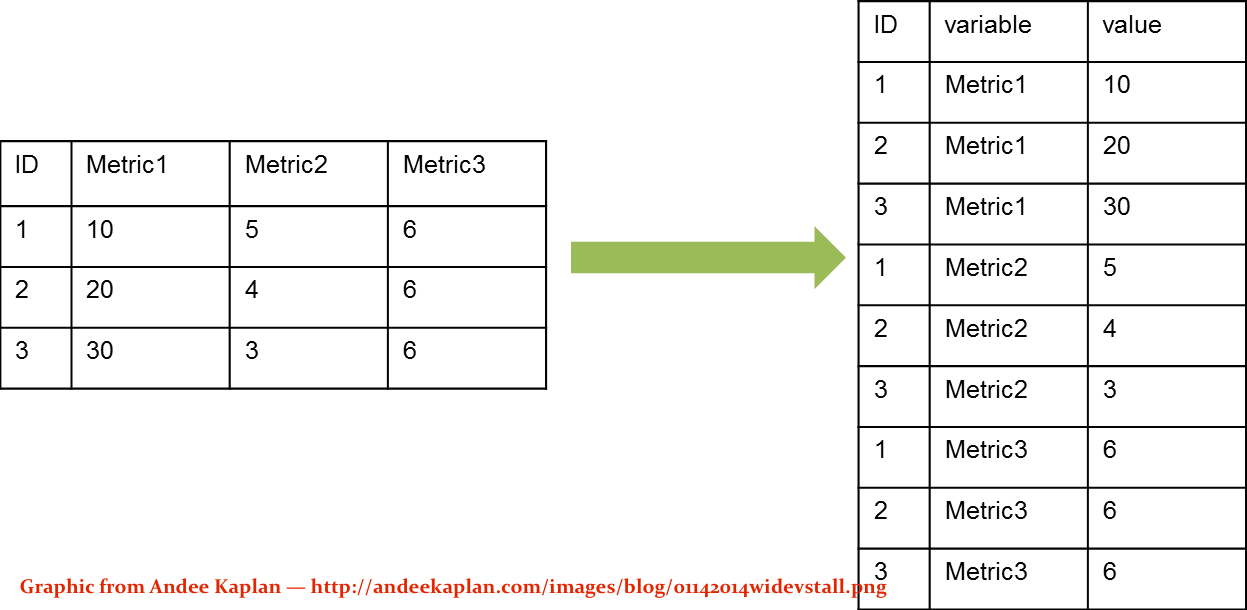 ID Metric1 Metric2 Metric3
1 10 5 6
2 20 4 6
3 30 3 6
ID variable value
1 Metric1 10
2 Metric1 20
3 Metric1 30
1 Metric2 5
2 Metric2 4
3 Metric2 3
1 Metric3 6
2 Metric3 6
3 Metric3 6
Graphic from Andee Kaplan — http://andeekaplan.com/images/blog/01142014widevstall.png